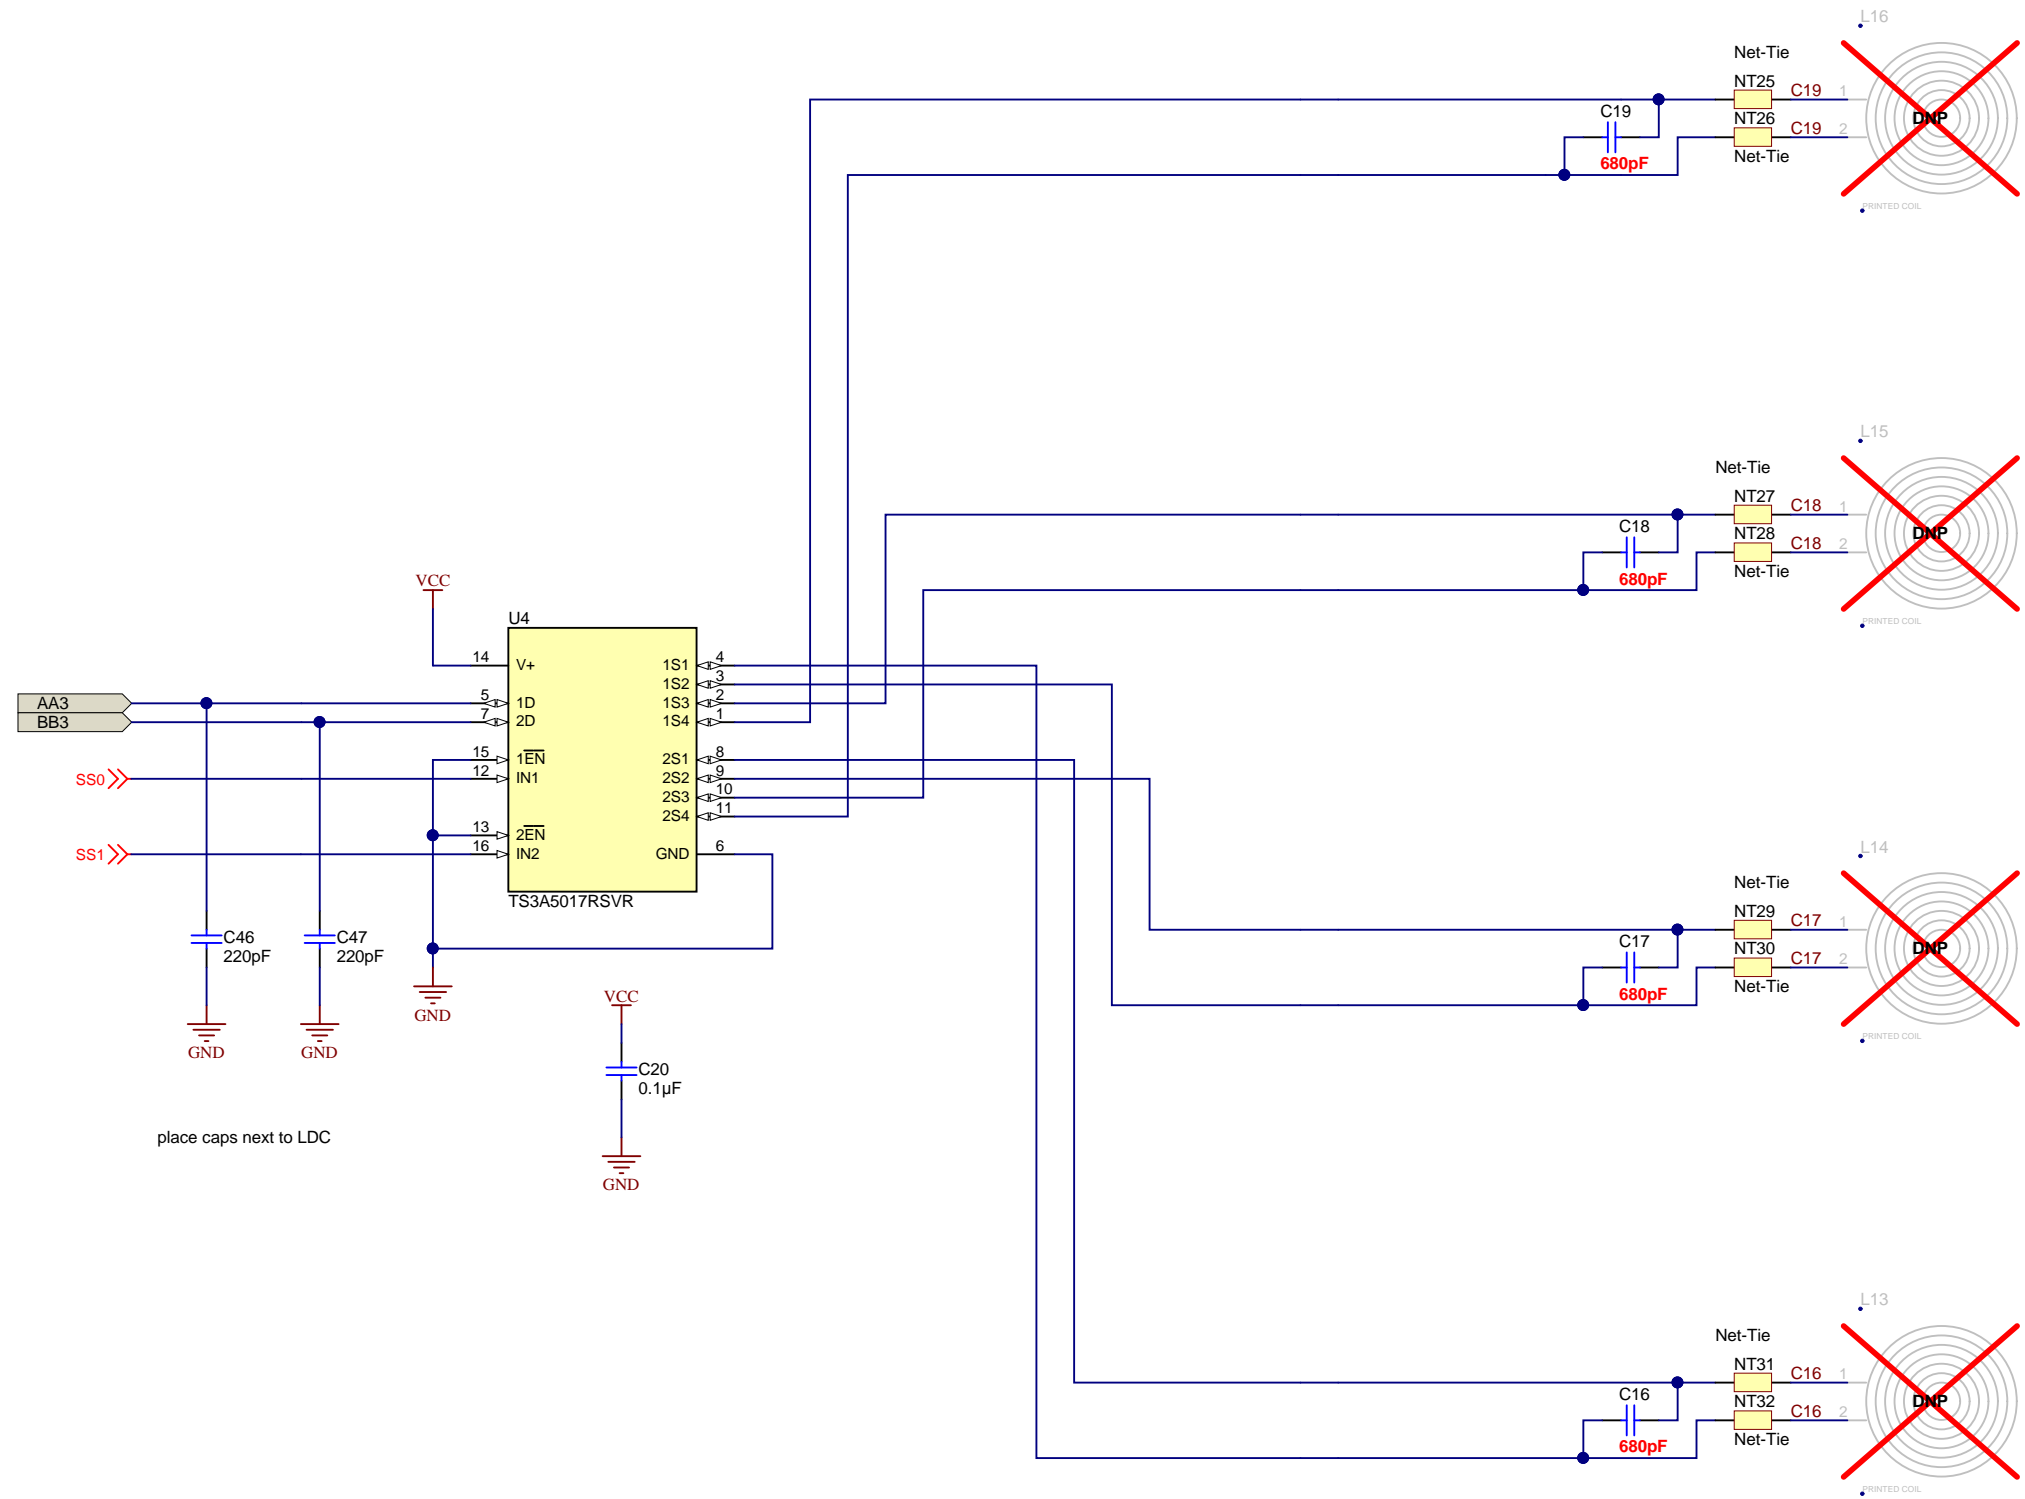 L16
Net-Tie
NT25
C19
1
C19
NT26
C19
2
DNP
680pF
Net-Tie
PRINTED COIL
L15
Net-Tie
NT27
C18
1
C18
NT28
C18
2
DNP
680pF
Net-Tie
PRINTED COIL
VCC
U4
14
V+
1S1
4
1S2
3
AA3
5
1D
1S3
2
BB3
7
2D
1S4
1
15
1EN
2S1
8
SS0
12
IN1
2S2
9
2S3
10
2S4
11
13
2EN
SS1
16
IN2
GND
6
TS3A5017RSVR
L14
Net-Tie
NT29
C17
1
C17
NT30
C17
2
DNP
680pF
Net-Tie
PRINTED COIL
C46
220pF
C47
220pF
GND
GND
GND
VCC
C20
0.1µF
GND
place caps next to LDC
L13
Net-Tie
NT31
C16
1
C16
NT32
C16
2
DNP
680pF
Net-Tie
PRINTED COIL